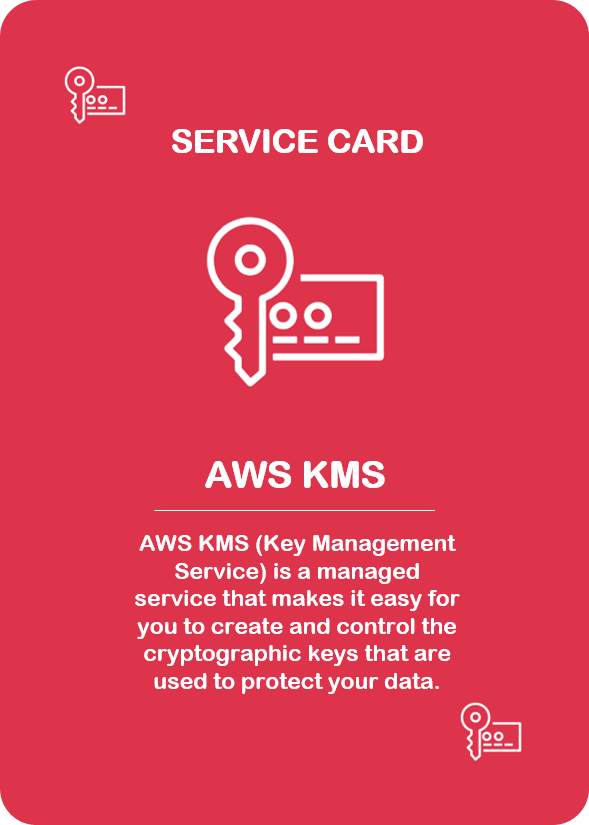 SERVICE CARD
AWS KMS
AWS KMS (Key Management
Service) is a managed
service that makes it easy for
you to create and control the
cryptographic keys that are
used to protect your data.